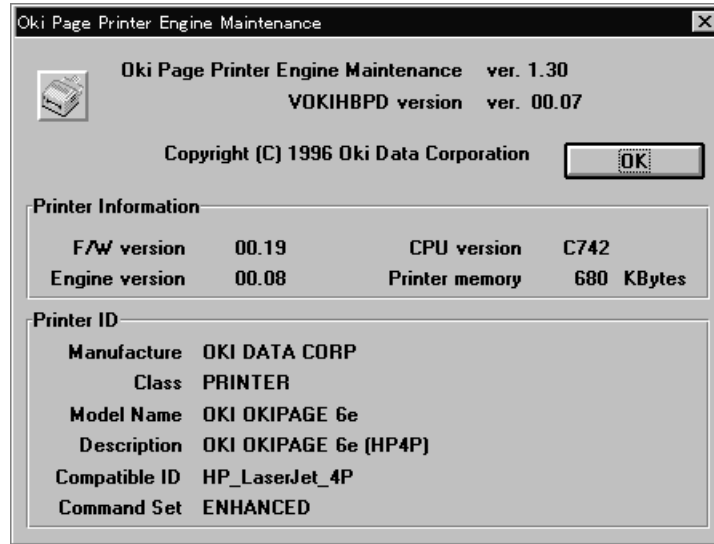 Oki Page Printer Engine Maintenance
Oki Page Printer Engine Maintenance ver. 1.30
VOKIHBPD version ver. 00.07
Copyright (C) 1996 Oki Data Corporation OK
Printer Information
F/W version 00.19 CPU version C742
Engine version 00.08 Printer memory 680 KBytes
Printer ID
Manufacture OKI DATA CORP
Class PRINTER
Model Name OKI OKIPAGE 6e
Description OKI OKIPAGE 6e (HP4P)
Compatible ID HP_LaserJet_4P
Command Set ENHANCED